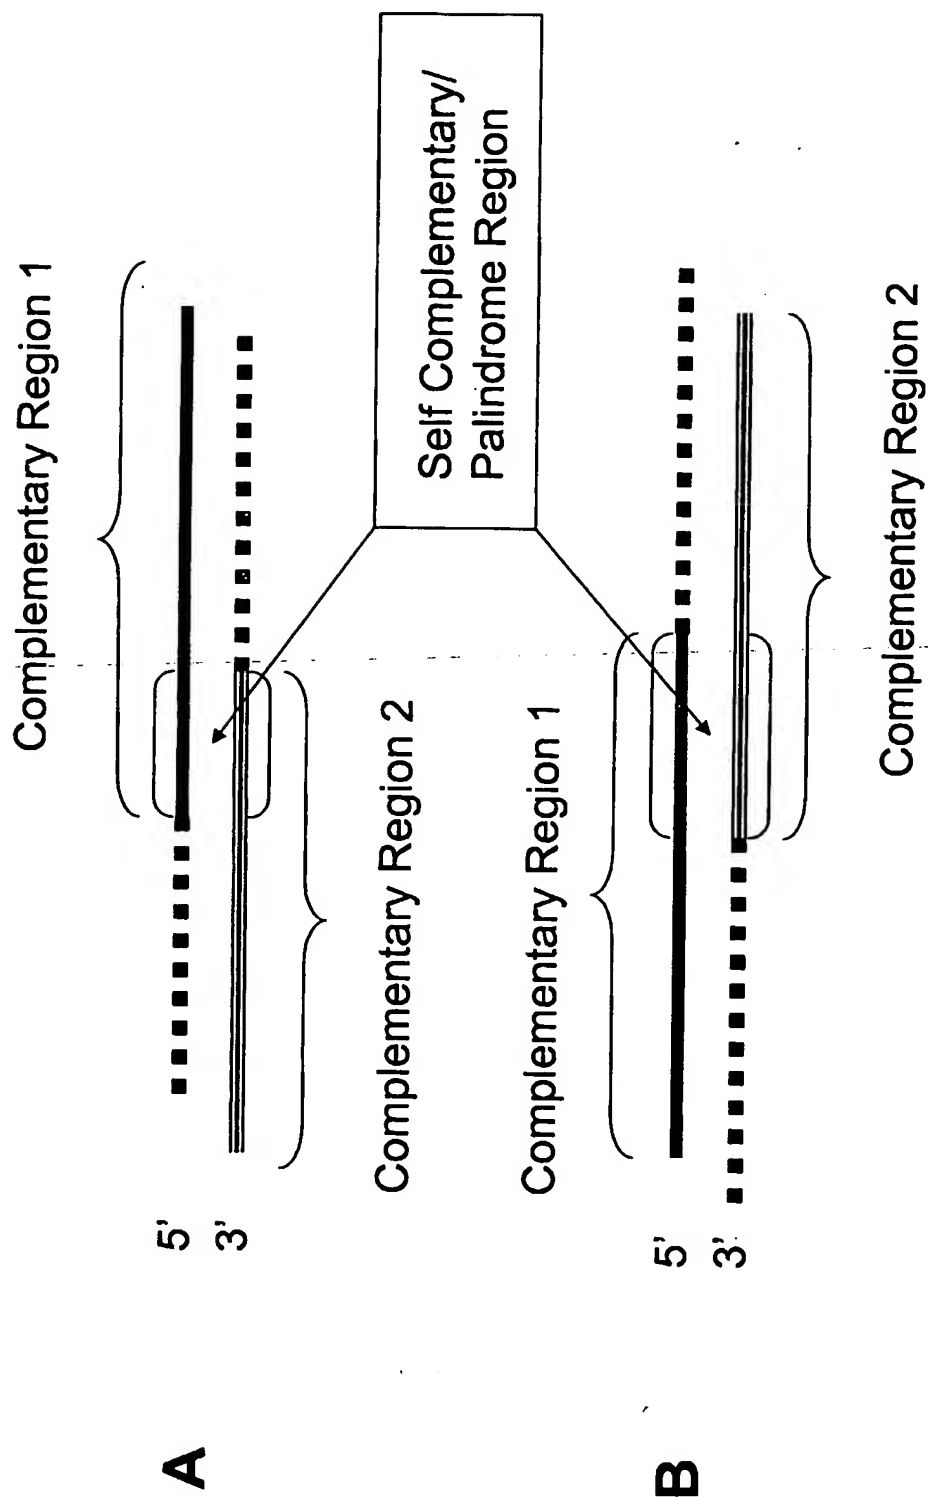 A
5'
3'
Complementary Region 1
Complementary Region 2
Self Complementary/
Palindrome Region
B
5'
3'
Complementary Region 1
Complementary Region 2